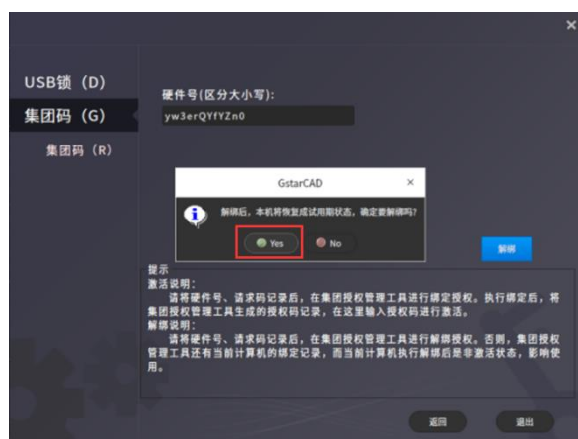 ×
USB锁（D）
集团码（G）
集团码（R）
硬件号(区分大小写):
yw3erQYfYZn0
GstarCAD
×
解绑后，本机将恢复成试用期状态，确定要解绑吗?
Yes
No
解绑
提示
激活说明:
请将硬件号、请求码记录后，在集团授权管理工具进行绑定授权。执行绑定后，将
集团授权管理工具生成的授权码记录，在这里输入授权码进行激活。
解绑说明:
请将硬件号、请求码记录后，在集团授权管理工具进行解绑授权。否则，集团授权
管理工具还有当前计算机的绑定记录，而当前计算机执行解绑后是非激活状态，影响使
用。
返回
退出